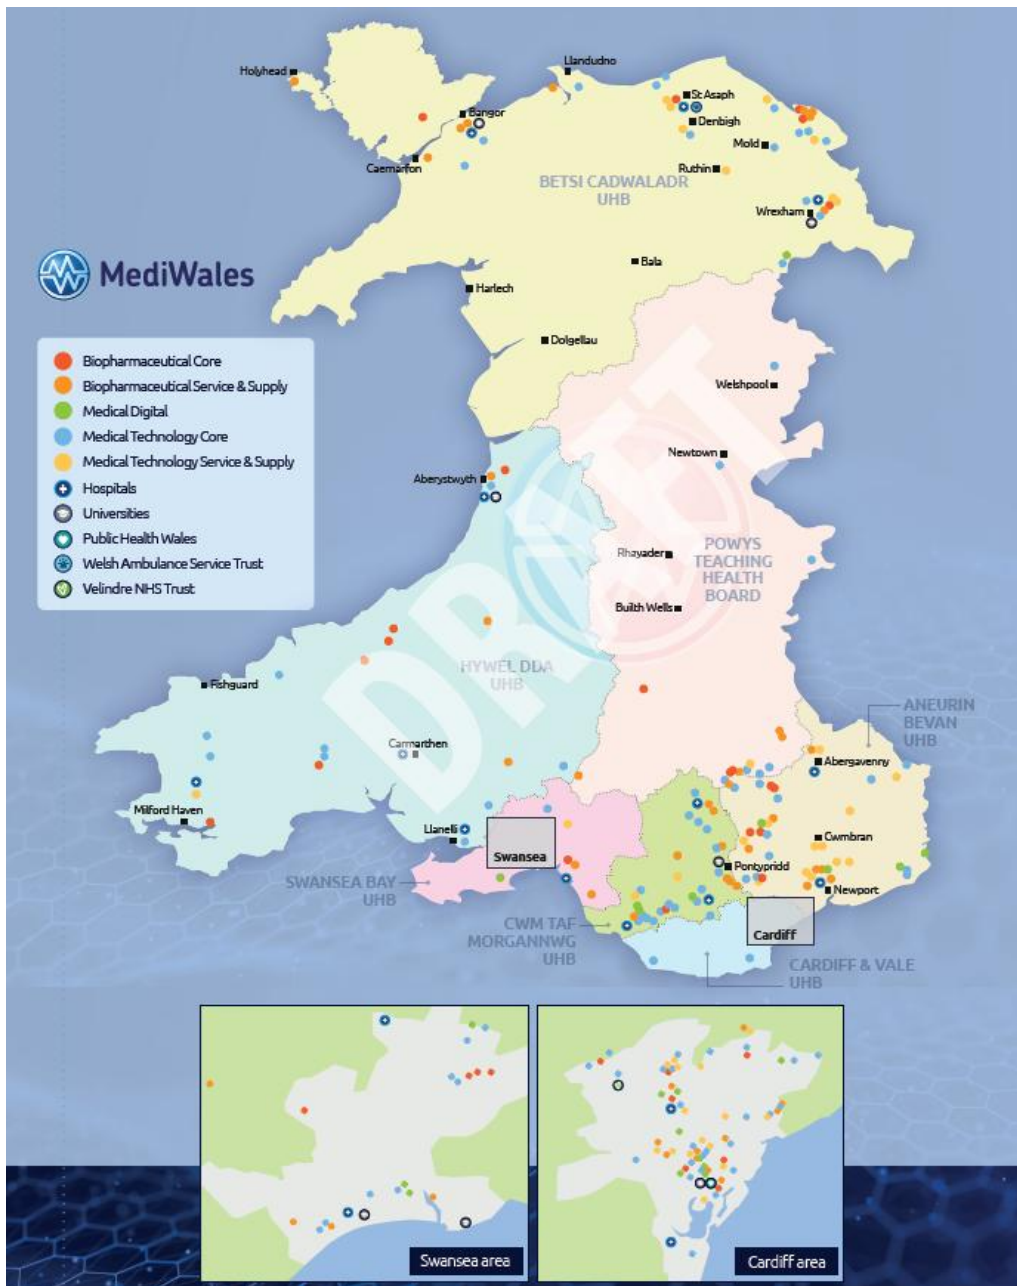 Llandudno
Holyhead
St Asaph
Bangor
Denbigh
Mold
Caernarfon
Ruthin
BETSI CADWALADR
UHB
Wrexham
MediWales
Bala
Harlech
Dolgellau
Biopharmaceutical Core
Biopharmaceutical Service & Supply
Medical Digital
Medical Technology Core
Medical Technology Service & Supply
Hospitals
Universities
Public Health Wales
Welsh Ambulance Service Trust
Velindre NHS Trust
Welshpool
Newtown
Aberystwyth
DRAFT
Rhayader
POWYS
TEACHING
HEALTH
BOARD
Builth Wells
HYWEL DDA
UHB
Fishguard
ANEURIN
BEVAN
UHB
Carmarthen
Abergavenny
Milford Haven
Llanelli
Cwmbran
Swansea
Pontypridd
SWANSEA BAY
UHB
Newport
CWM TAF
MORGANNWG
UHB
Cardiff
CARDIFF & VALE
UHB
Swansea area
Cardiff area